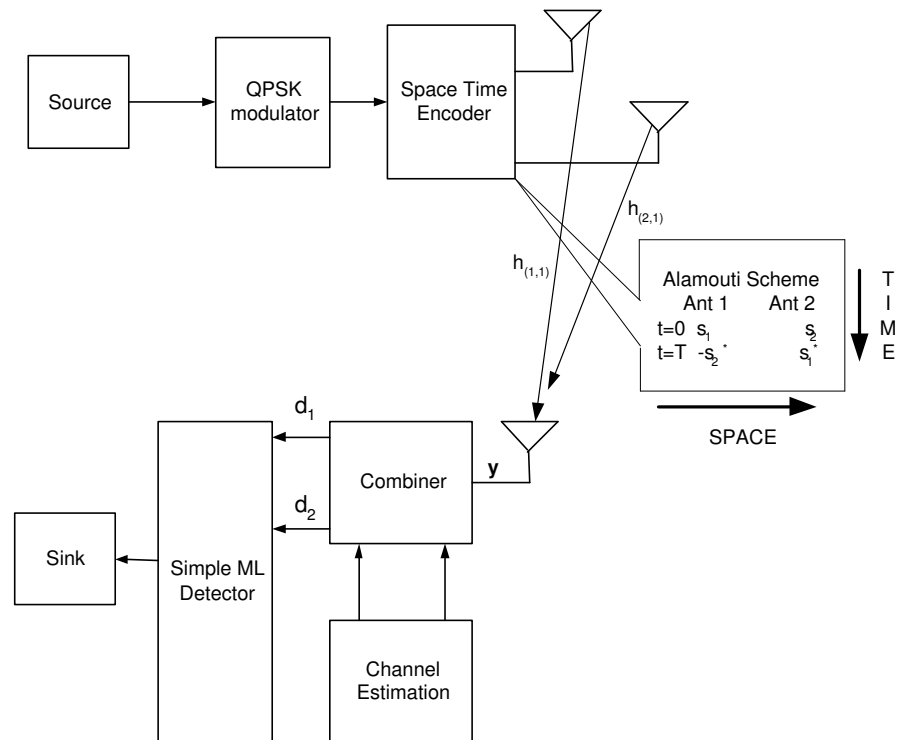 Source
QPSK
modulator
Space Time
Encoder
h(1,1)
h(2,1)
Alamouti Scheme
Ant 1 Ant 2
t=0 s1 s2
t=T -s2* s1*
T
I
M
E
SPACE
d1
d2
y
Combiner
Sink
Simple ML
Detector
Channel
Estimation